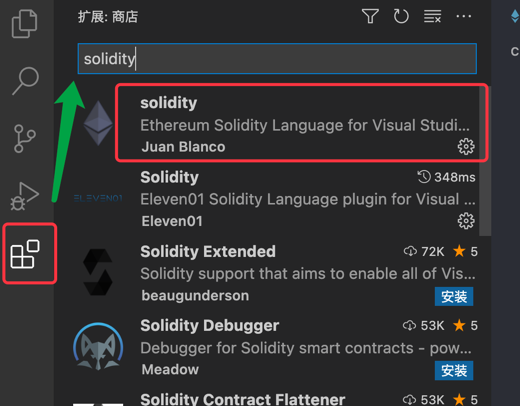 扩展: 商店
solidity
solidity
Ethereum Solidity Language for Visual Studi...
Juan Blanco
Solidity 348ms
ELEVEN01
Eleven01 Solidity Language plugin for Visual ...
Eleven01
Solidity Extended 72K 5
Solidity support that aims to enable all of Vis...
beaugunderson 安装
Solidity Debugger 53K 5
Debugger for Solidity smart contracts - pow...
Meadow 安装
Solidity Contract Flattener 53K 5
C